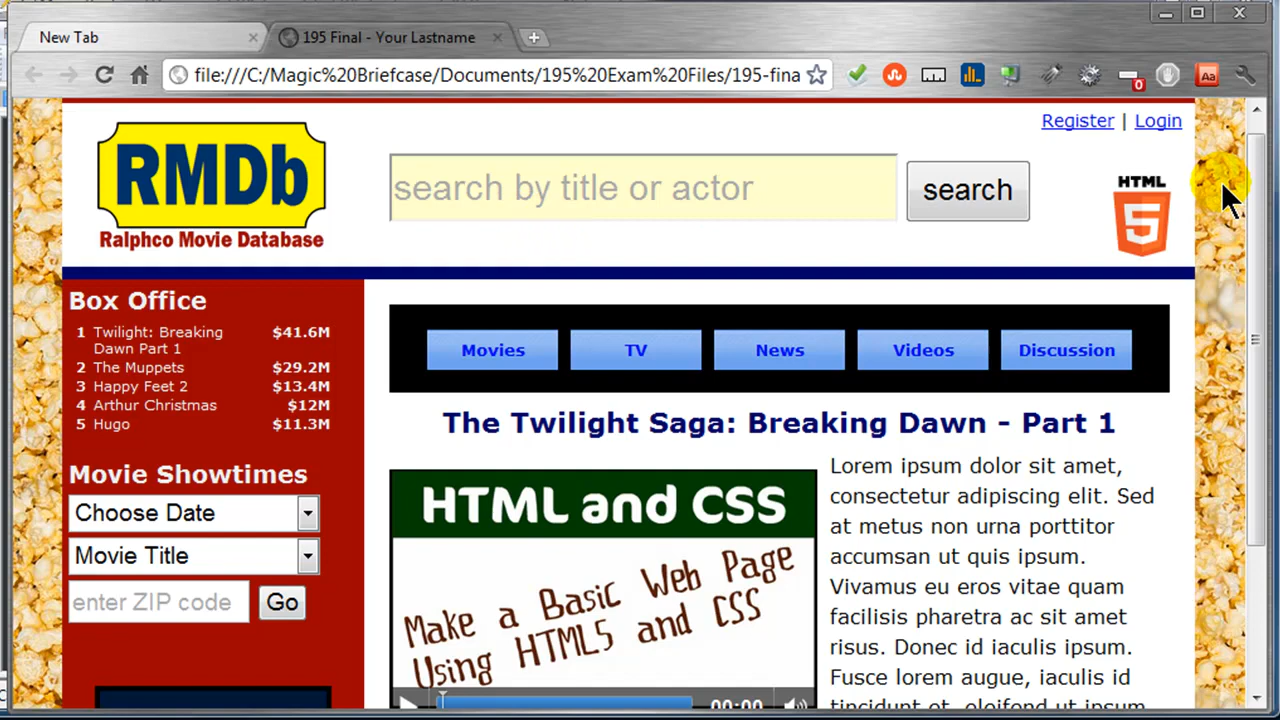 New Tab
195 Final - Your Lastname
file:///C:/Magic%20Briefcase/Documents/195%20Exam%20Files/195-fina
0
Aa
Register | Login
RMDb
Ralphco Movie Database
search by title or actor
search
HTML
5
Box Office
1 Twilight: Breaking Dawn Part 1 $41.6M
2 The Muppets $29.2M
3 Happy Feet 2 $13.4M
4 Arthur Christmas $12M
5 Hugo $11.3M
Movie Showtimes
Choose Date
Movie Title
enter ZIP code
Go
Movies
TV
News
Videos
Discussion
The Twilight Saga: Breaking Dawn - Part 1
HTML and CSS
Make a Basic Web Page
Using HTML5 and CSS
00:00
Lorem ipsum dolor sit amet,
consectetur adipiscing elit. Sed
at metus non urna porttitor
accumsan ut quis ipsum.
Vivamus eu eros vitae quam
facilisis pharetra ac sit amet
risus. Donec id iaculis ipsum.
Fusce lorem augue, iaculis id
tincidunt ot, eleifend ut ipsum